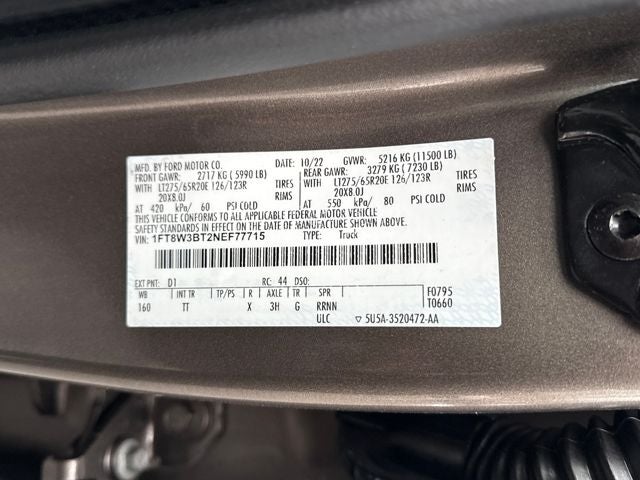 MFD. BY FORD MOTOR CO.
DATE: 10/22 GVWR: 5216 KG (11500 LB)
FRONT GAWR: 2717 KG (5990 LB) REAR GAWR: 3279 KG (7230 LB)
WITH LT275/65R20E 126/123R TIRES WITH LT275/65R20E 126/123R TIRES
20X8.0J RIMS 20X8.0J RIMS
AT 420 kPa/ 60 PSI COLD AT 550 kPa/ 80 PSI COLD
THIS VEHICLE CONFORMS TO ALL APPLICABLE FEDERAL MOTOR VEHICLE
SAFETY STANDARDS IN EFFECT ON THE DATE OF MANUFACTURE SHOWN ABOVE.
VIN: 1FT8W3BT2NEF77715 TYPE: Truck
EXT PNT: D1 RC: 44 DSO:
WB INT TR TP/PS R AXLE TR SPR F0795
160 TT X 3H G RRNN T0660
ULC ▽ 5U5A-3520472-AA